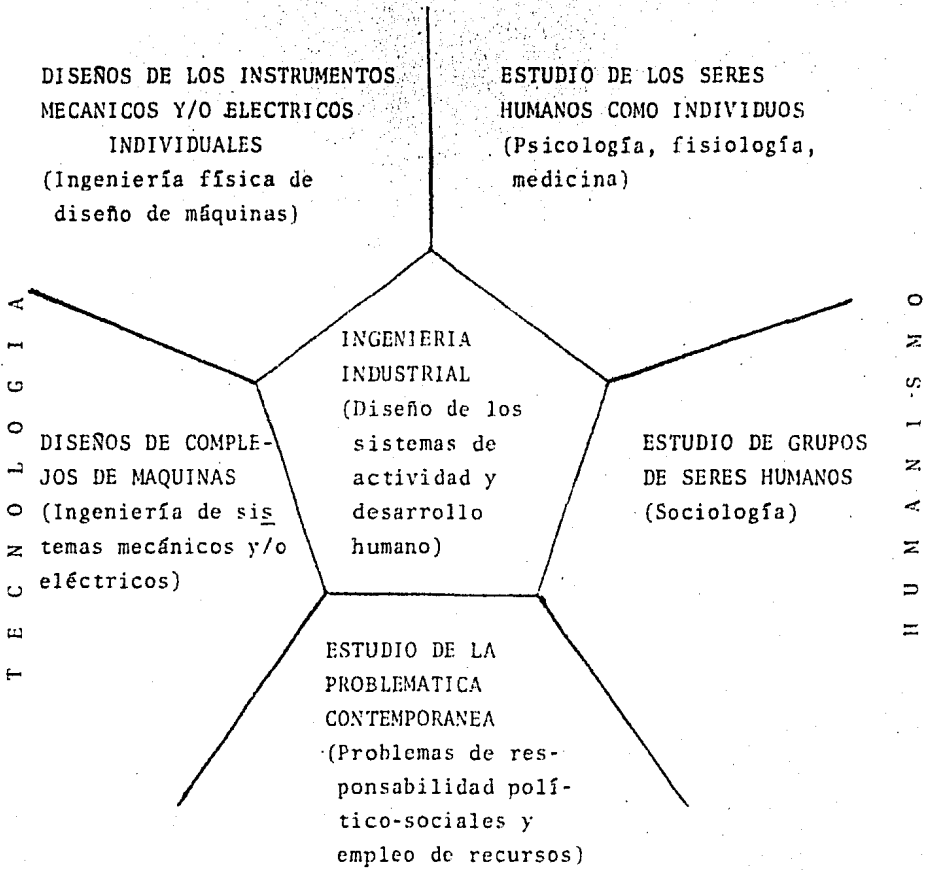 DISEÑOS DE LOS INSTRUMENTOS
MECANICOS Y/O ELECTRICOS
INDIVIDUALES
(Ingeniería física de
diseño de máquinas)
ESTUDIO DE LOS SERES
HUMANOS COMO INDIVIDUOS
(Psicología, fisiología,
medicina)
TECNOLOGIA
INGENIERIA
INDUSTRIAL
(Diseño de los
sistemas de
actividad y
desarrollo
humano)
HUMANISMO
DISEÑOS DE COMPLE-
JOS DE MAQUINAS
(Ingeniería de sis
temas mecánicos y/o
eléctricos)
ESTUDIO DE GRUPOS
DE SERES HUMANOS
(Sociología)
ESTUDIO DE LA
PROBLEMATICA
CONTEMPORANEA
(Problemas de res-
ponsabilidad polí-
tico-sociales y
empleo de recursos)